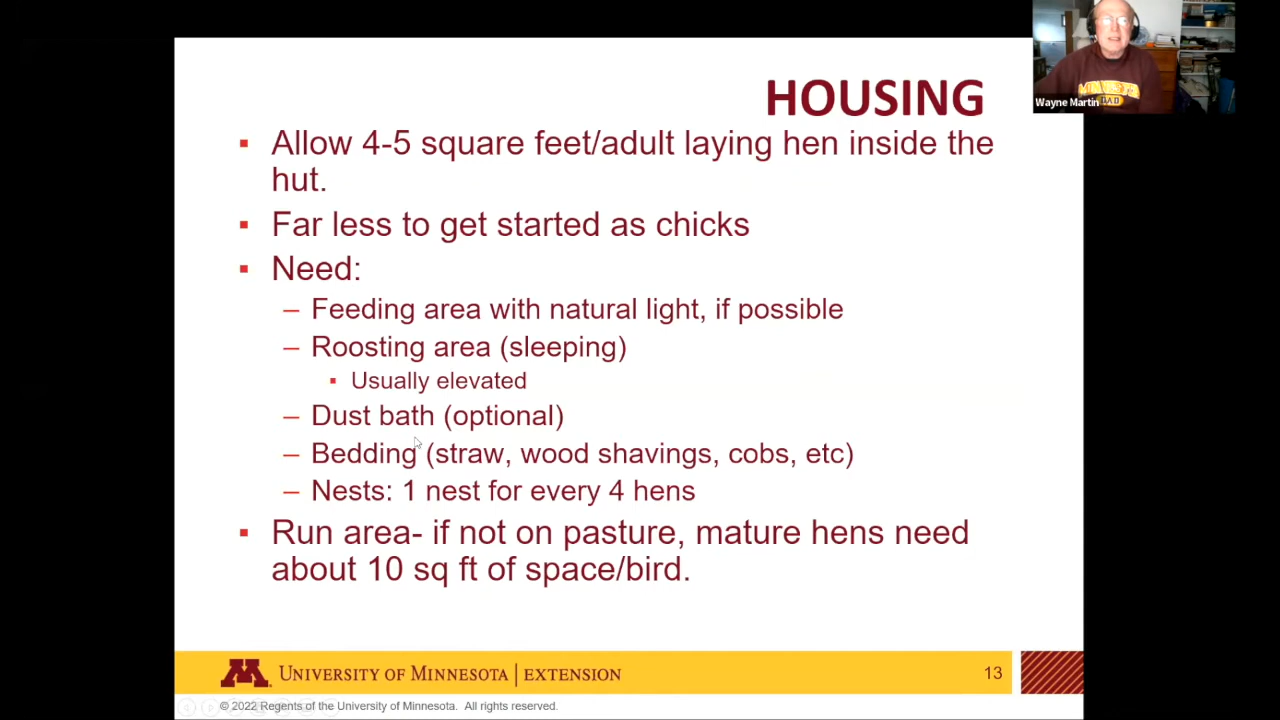 HOUSING
▪ Allow 4-5 square feet/adult laying hen inside the
hut.
▪ Far less to get started as chicks
▪ Need:
– Feeding area with natural light, if possible
– Roosting area (sleeping)
▪ Usually elevated
– Dust bath (optional)
– Bedding (straw, wood shavings, cobs, etc)
– Nests: 1 nest for every 4 hens
▪ Run area- if not on pasture, mature hens need
about 10 sq ft of space/bird.
UNIVERSITY OF MINNESOTA | EXTENSION
13
© 2022 Regents of the University of Minnesota. All rights reserved.
MINNESOTA
DAD
Wayne Martin